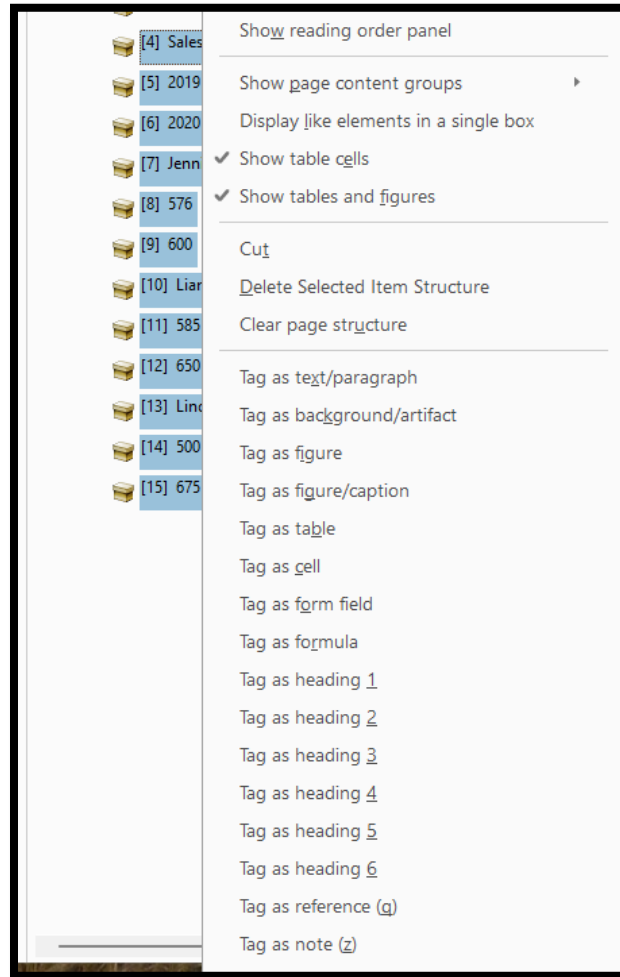 [4] Sales
[5] 2019
[6] 2020
[7] Jenn
[8] 576
[9] 600
[10] Liar
[11] 585
[12] 650
[13] Linc
[14] 500
[15] 675
Show reading order panel
Show page content groups
Display like elements in a single box
Show table cells
Show tables and figures
Cut
Delete Selected Item Structure
Clear page structure
Tag as text/paragraph
Tag as background/artifact
Tag as figure
Tag as figure/caption
Tag as table
Tag as cell
Tag as form field
Tag as formula
Tag as heading 1
Tag as heading 2
Tag as heading 3
Tag as heading 4
Tag as heading 5
Tag as heading 6
Tag as reference (q)
Tag as note (z)